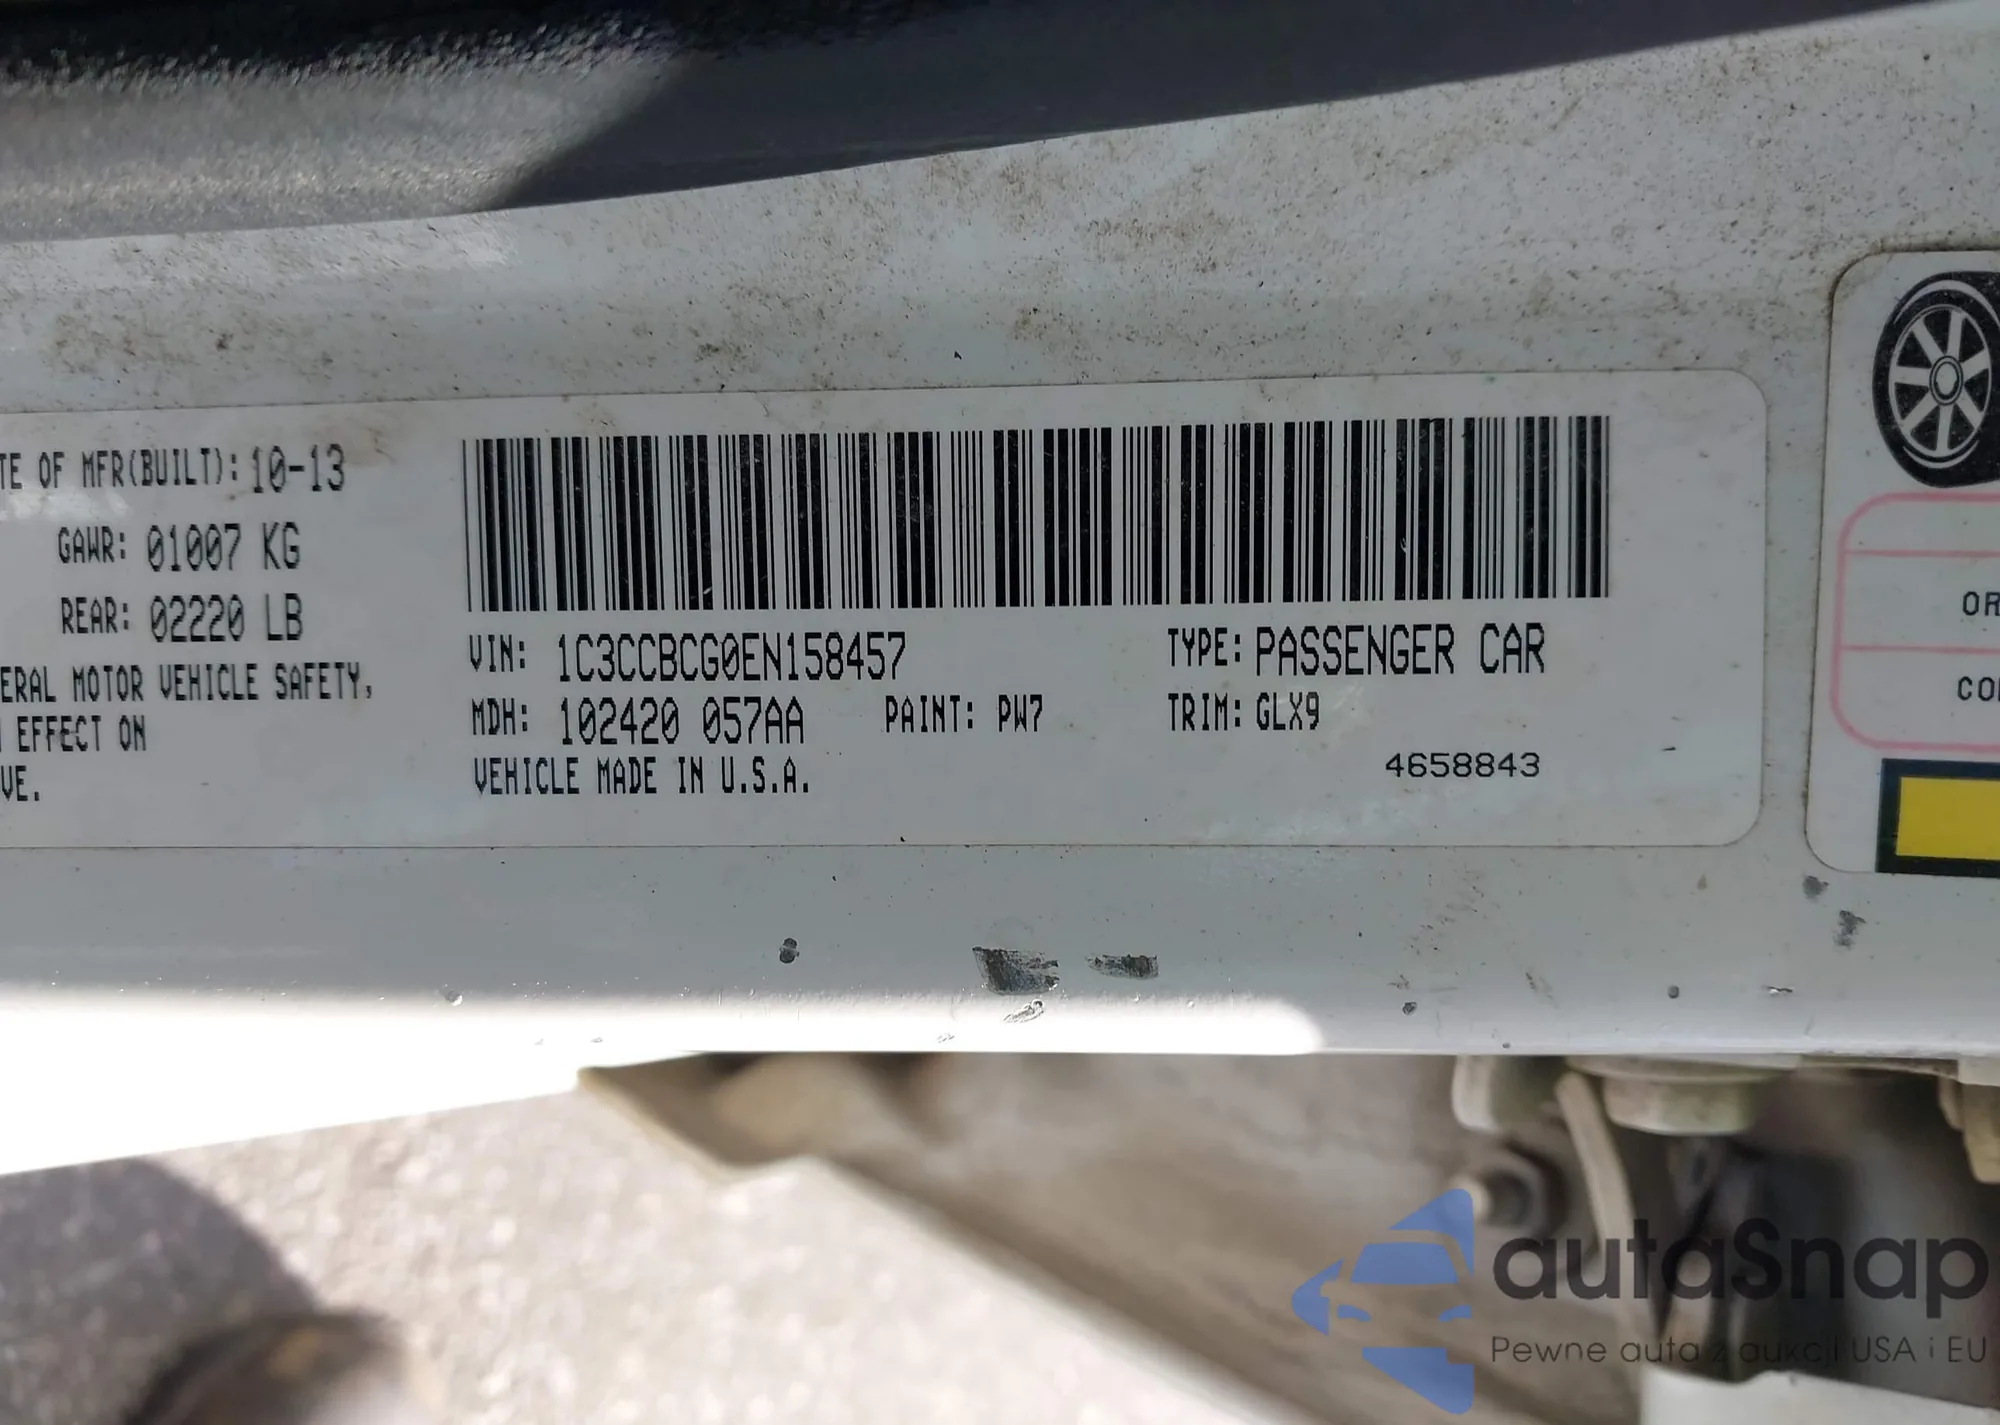 TE OF MFR(BUILT): 10-13
GAWR: 01007 KG
REAR: 02220 LB
ERAL MOTOR VEHICLE SAFETY,
EFFECT ON
VE.
VIN: 1C3CCBCG0EN158457
TYPE: PASSENGER CAR
MDH: 102420 057AA
PAINT: PW7
TRIM: GLX9
VEHICLE MADE IN U.S.A.
4658843
OR
CO
autaSnap
Pewne auta z aukcji USA i EU